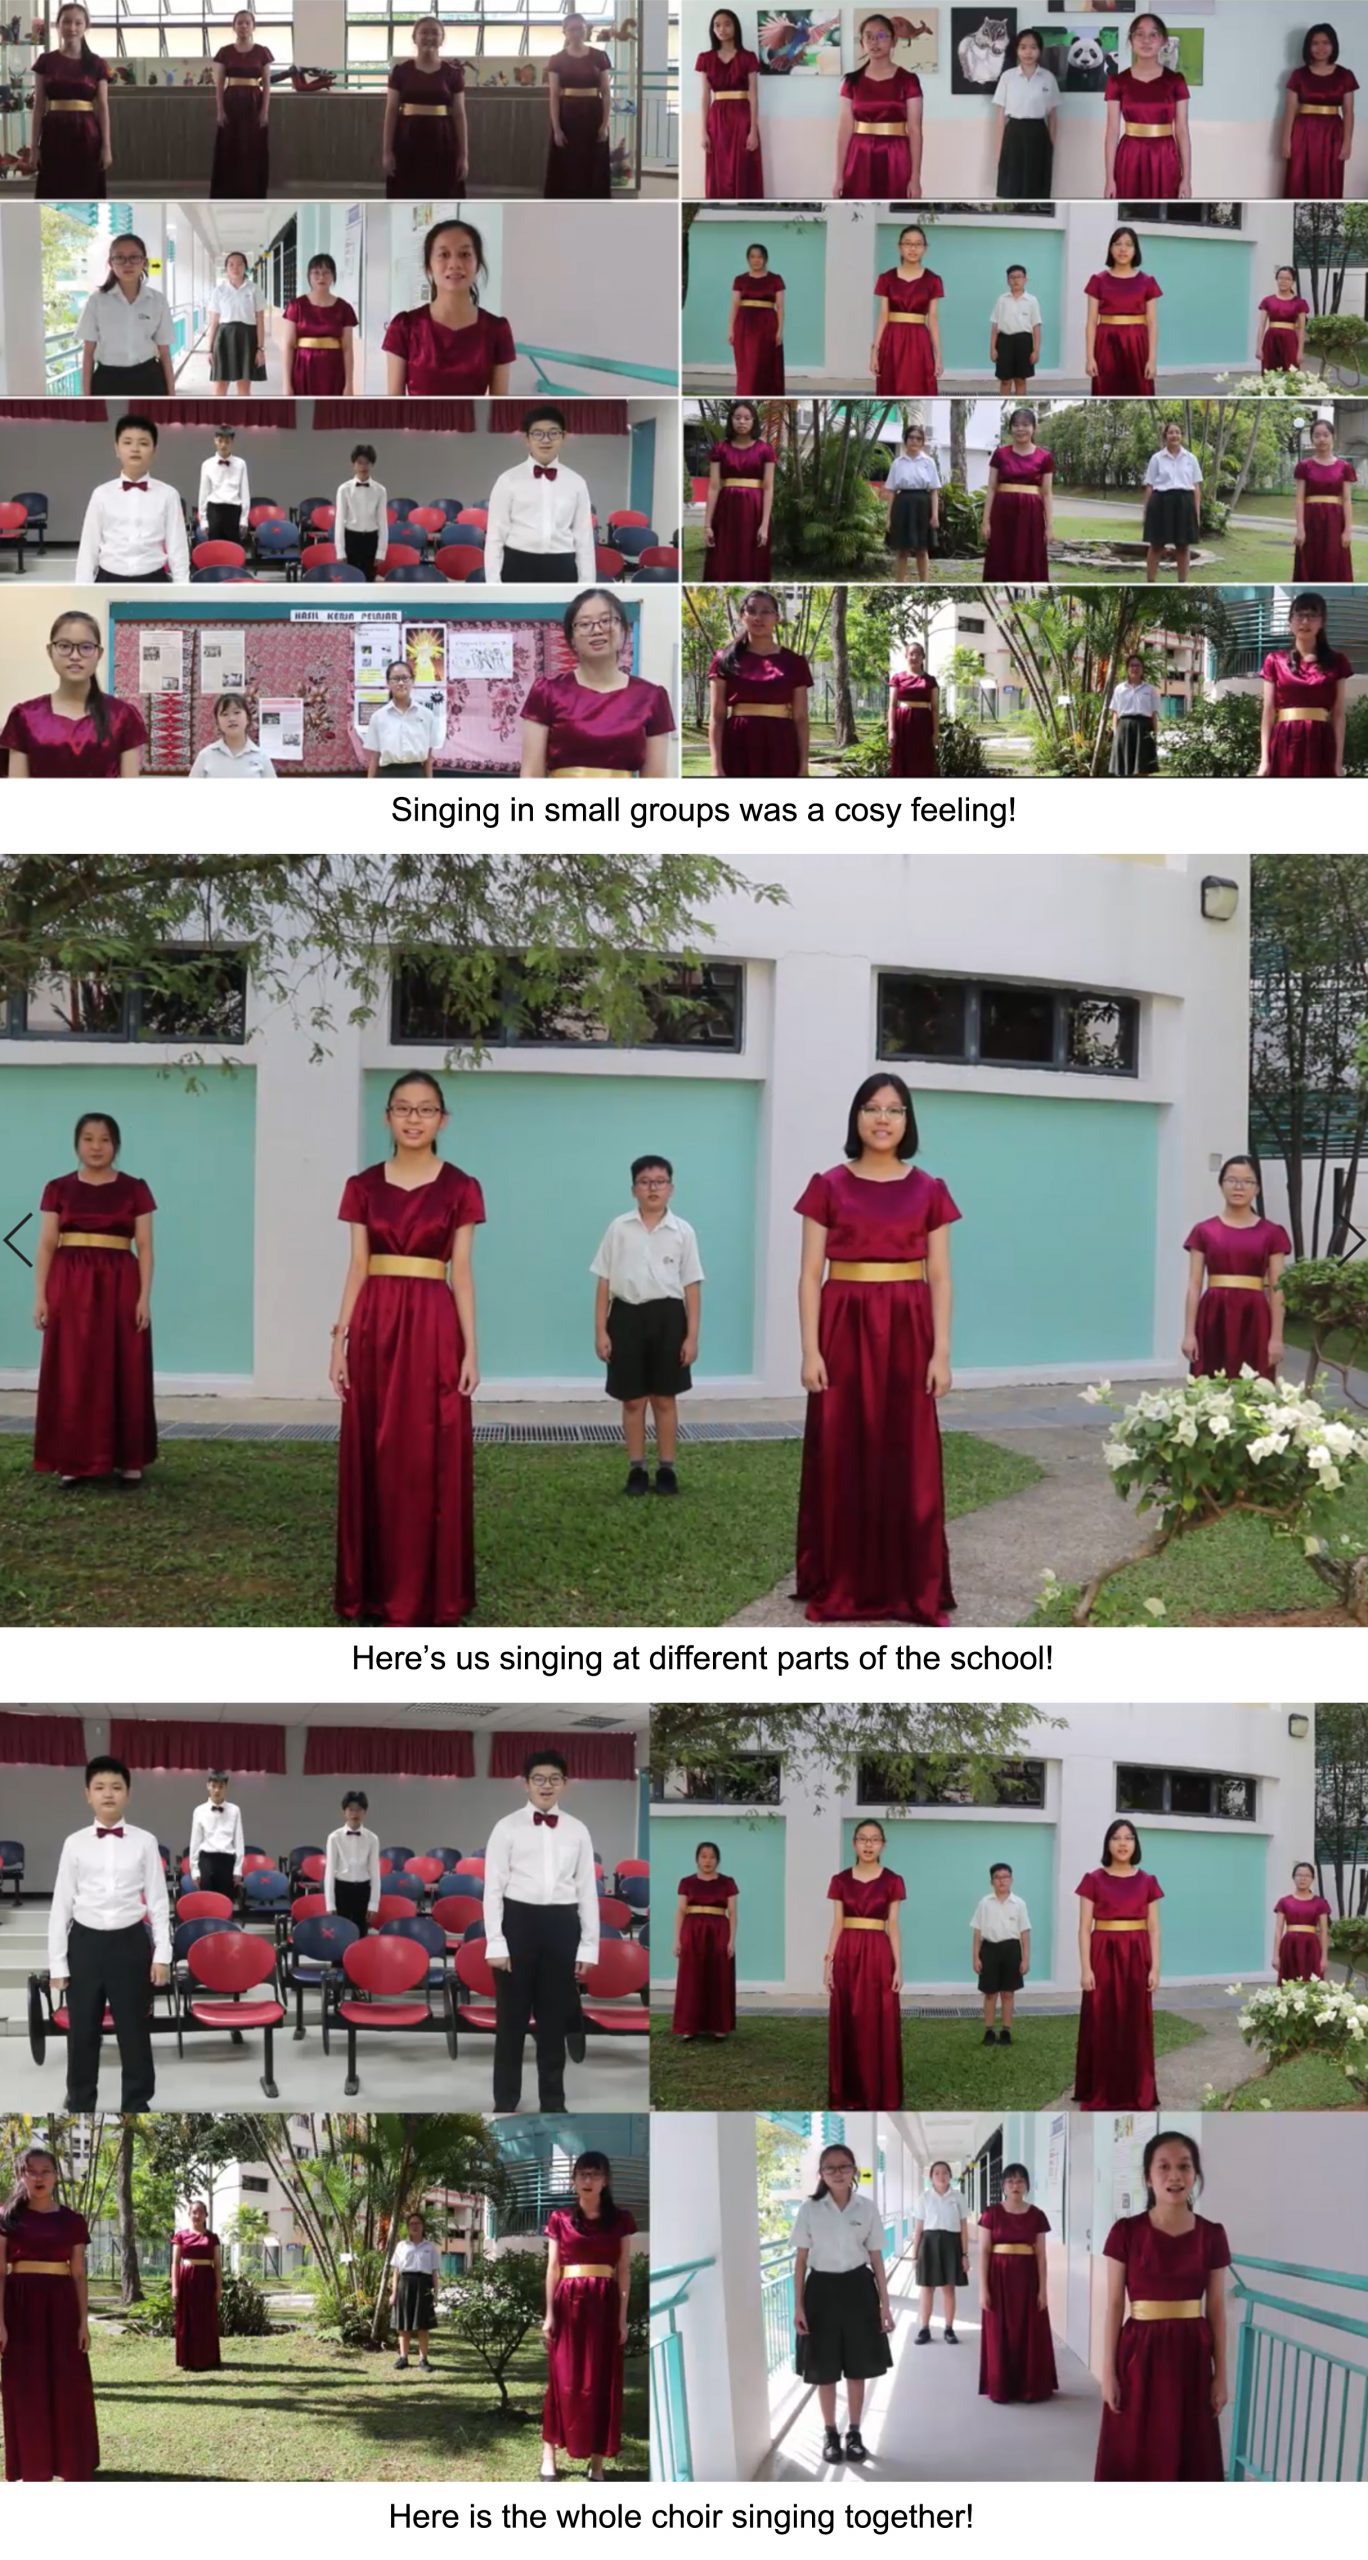 HASIL KERJA PELAJAR
Singing in small groups was a cosy feeling!
Here’s us singing at different parts of the school!
Here is the whole choir singing together!